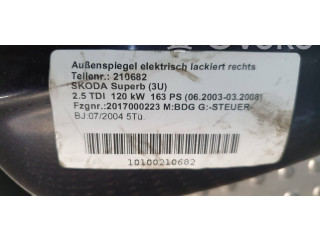 Außenspiegel elektrisch lackiert rechts
Teilenr.: 210682
SKODA Superb (3U)
2.5 TDI 120 kW 163 PS (06.2003-03.2008)
Fzgnr.:2017000223 M:BDG G:-STEUER
BJ:07/2004 5Tü.
10100210682